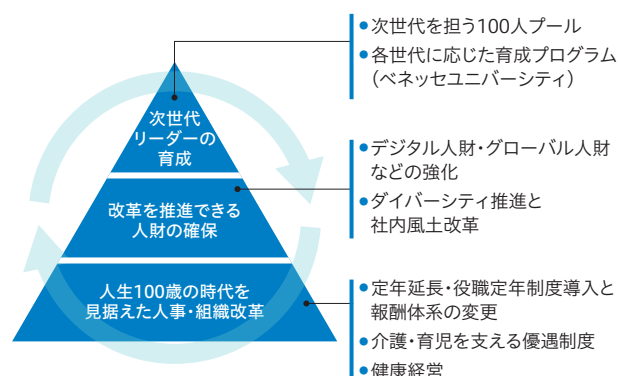 次世代
リーダーの
育成
●次世代を担う100人プール
●各世代に応じた育成プログラム
（ベネッセユニバーシティ）
改革を推進できる
人財の確保
●デジタル人財・グローバル人財
などの強化
●ダイバーシティ推進と
社内風土改革
人生100歳の時代を
見据えた人事・組織改革
●定年延長・役職定年制度導入と
報酬体系の変更
●介護・育児を支える優遇制度
●健康経営